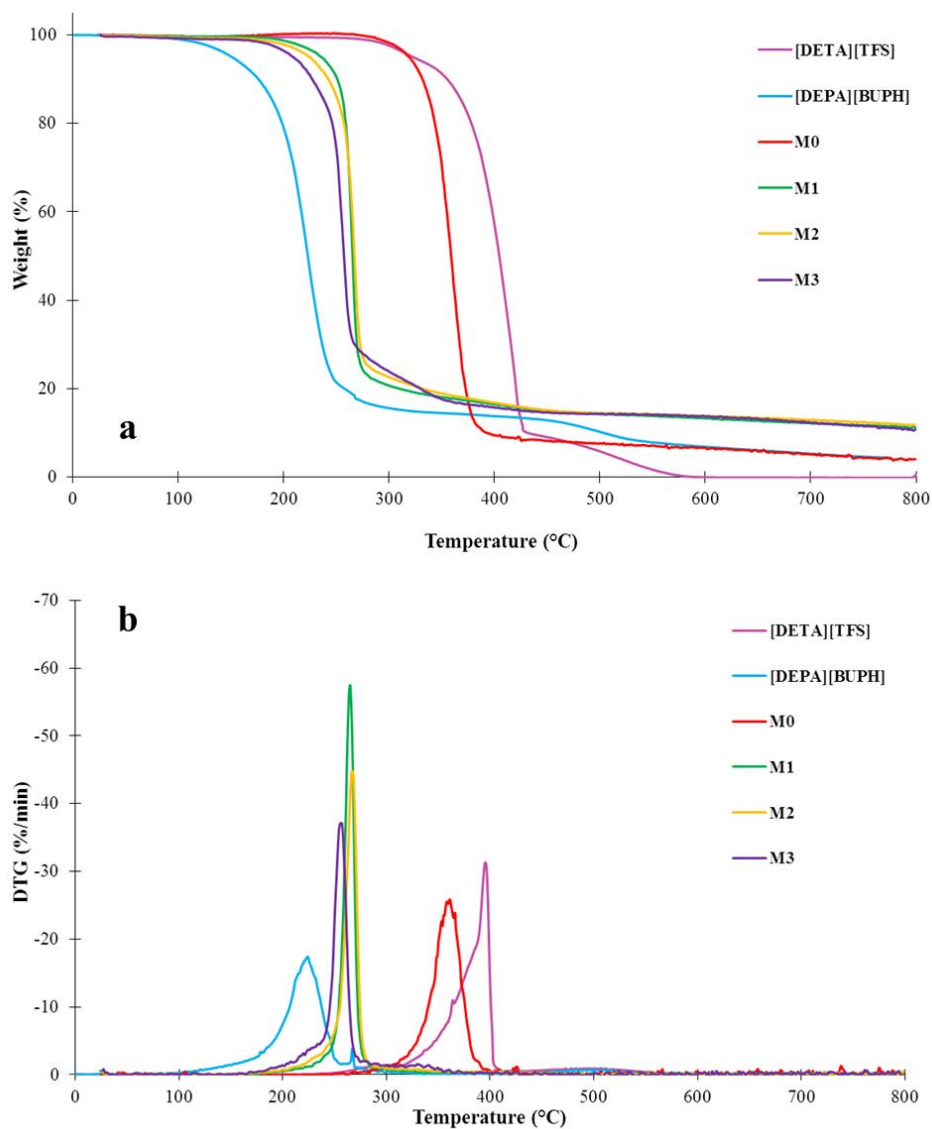 100
80
60
40
20
0
Weight (%)
a
[DETA][TFS]
[DEPA][BUPH]
M0
M1
M2
M3
0 100 200 300 400 500 600 700 800
Temperature (°C)
b
-70
-60
-50
-40
-30
-20
-10
0
DTG (%/min)
[DETA][TFS]
[DEPA][BUPH]
M0
M1
M2
M3
0 100 200 300 400 500 600 700 800
Temperature (°C)